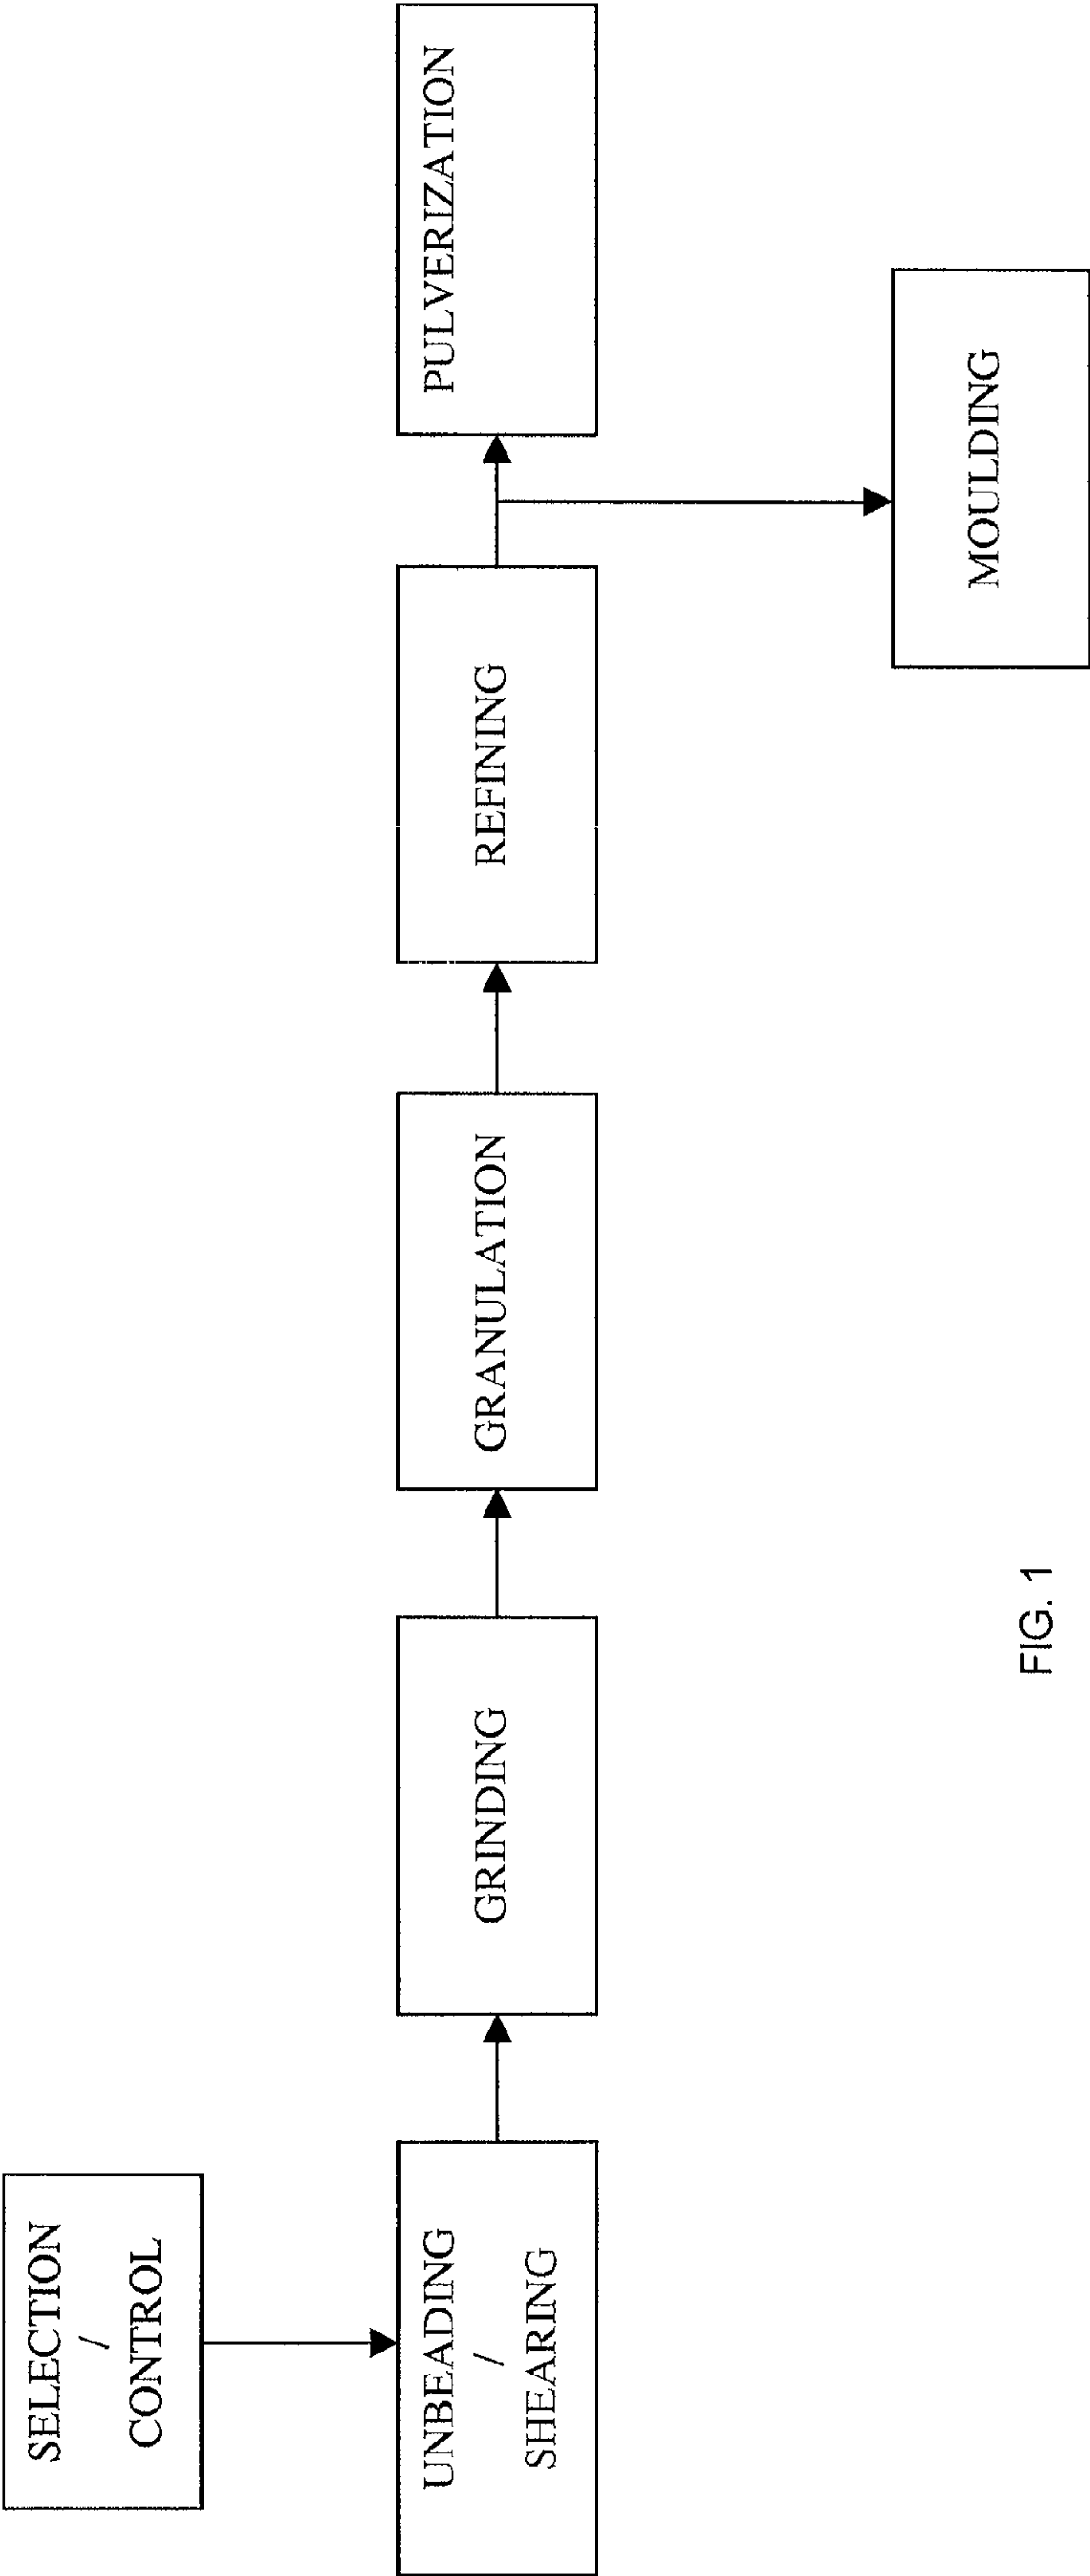 SELECTION
/
CONTROL
UNBEADING
/
SHEARING
GRINDING
GRANULATION
REFINING
PULVERIZATION
MOULDING
FIG. 1